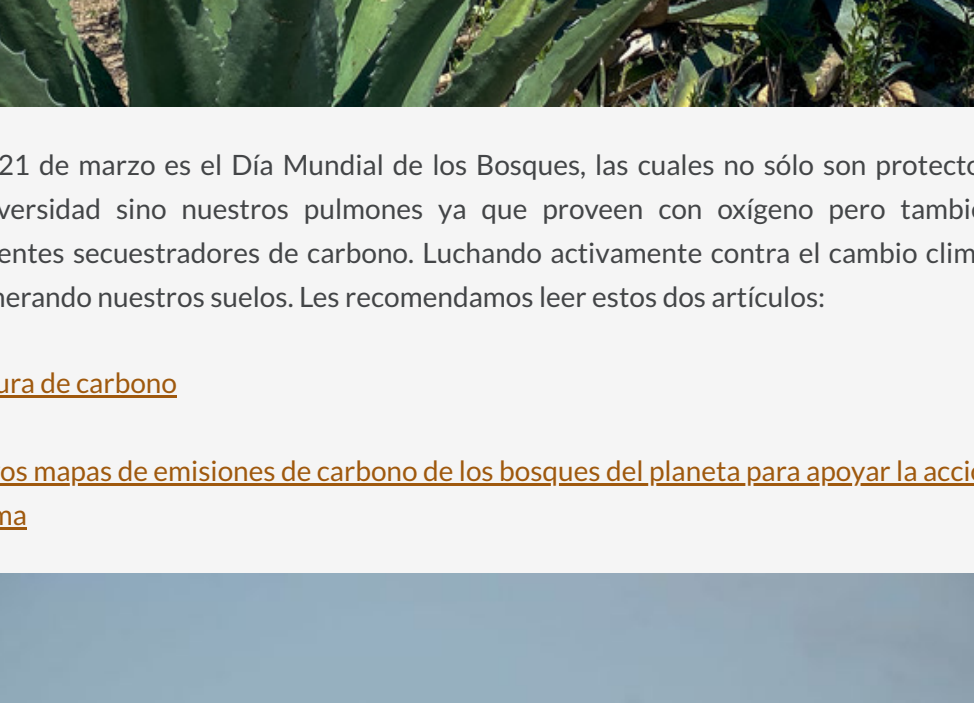 21 de marzo es el Día Mundial de los Bosques, las cuales no sólo son protecto
versidad sino nuestros pulmones ya que proveen con oxígeno pero tambi
entes secuestradores de carbono. Luchando activamente contra el cambio clim
nerando nuestros suelos. Les recomendamos leer estos dos artículos:
ura de carbono
os mapas de emisiones de carbono de los bosques del planeta para apoyar la acci
ma